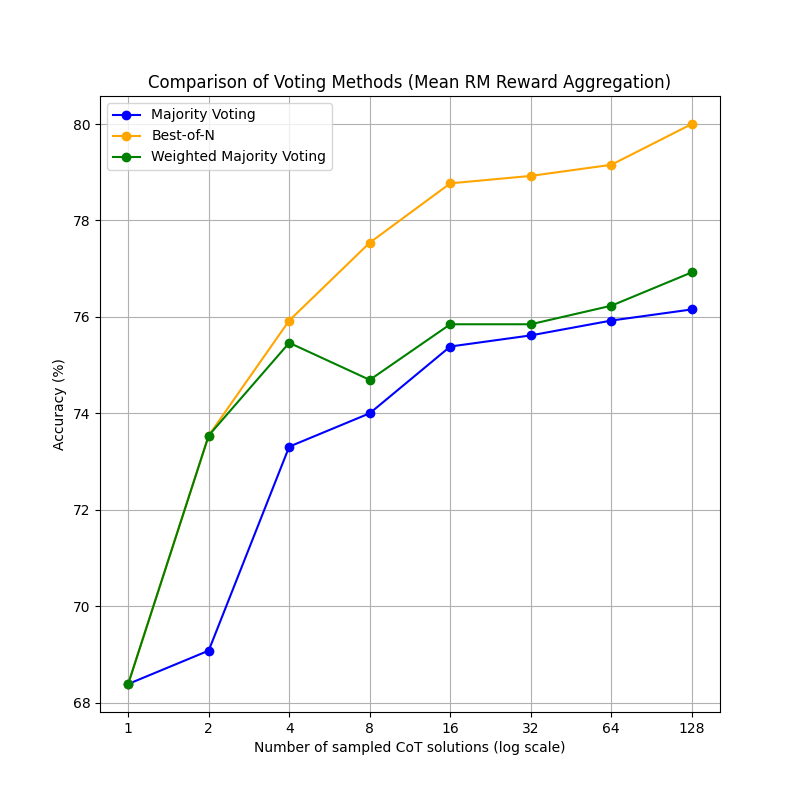 Comparison of Voting Methods (Mean RM Reward Aggregation)
Majority Voting
Best-of-N
Weighted Majority Voting
80
78
76
74
72
70
68
Accuracy (%)
1 2 4 8 16 32 64 128
Number of sampled CoT solutions (log scale)